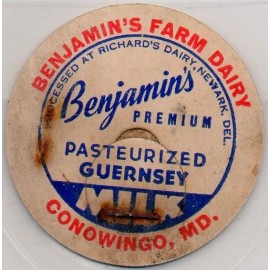 BENJAMIN'S FARM DAIRY
PROCESSED AT RICHARD'S DAIRY, NEWARK, DEL.
Benjamin's
PREMIUM
PASTEURIZED
GUERNSEY
MILK
CONOWINGO, MD.